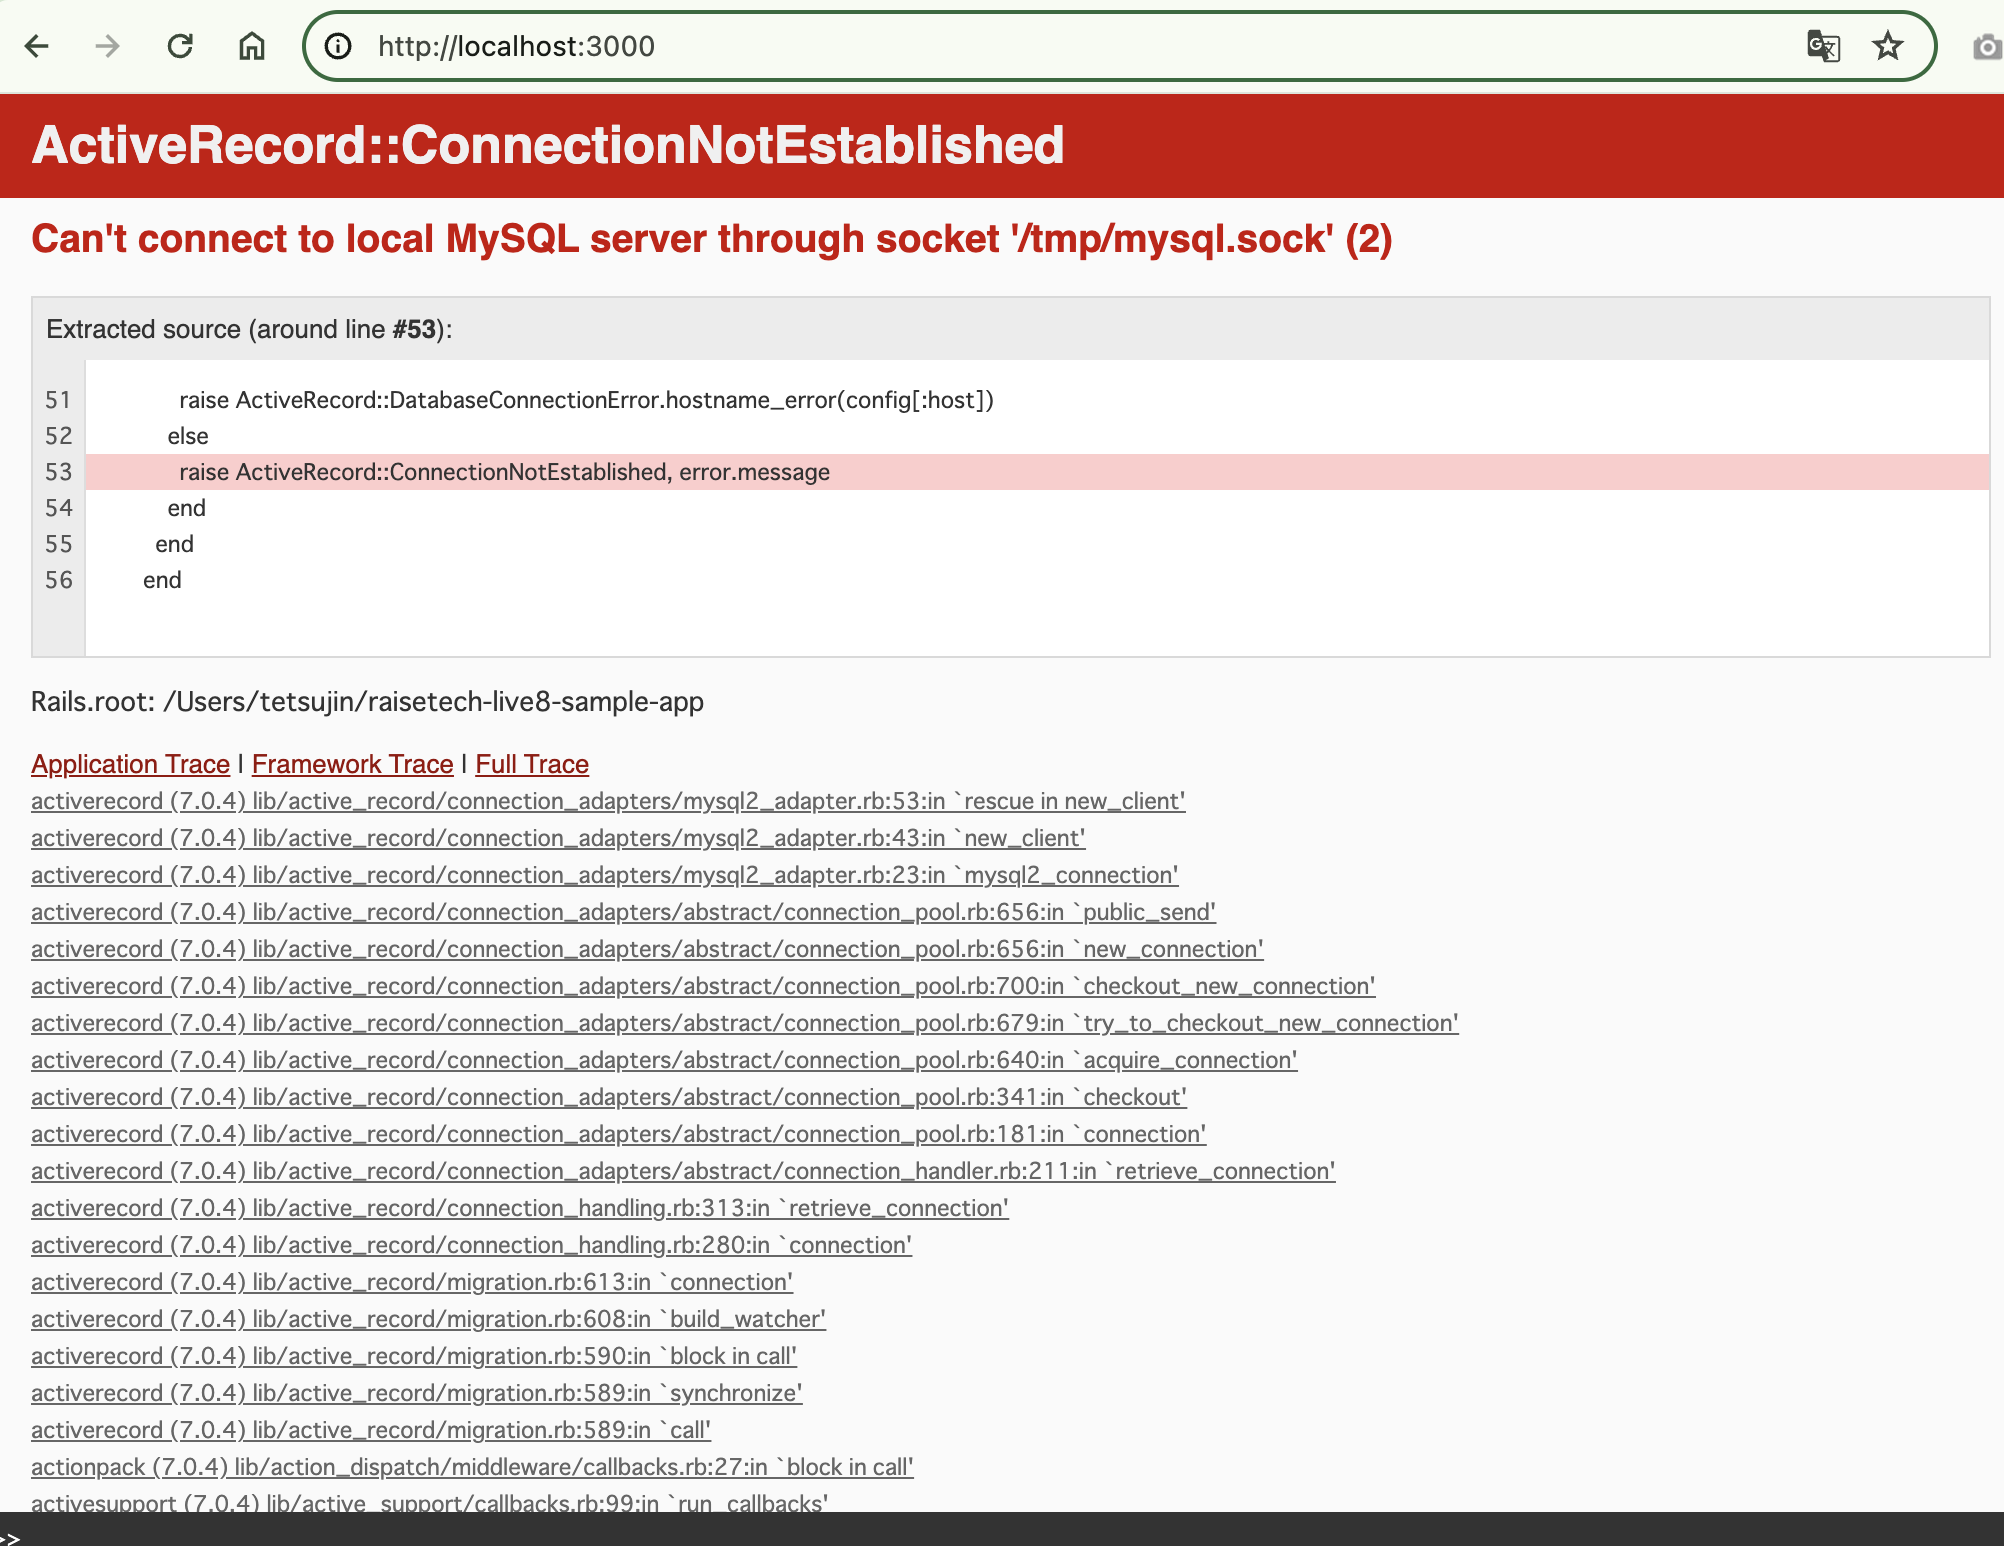 http://localhost:3000
ActiveRecord::ConnectionNotEstablished
Can't connect to local MySQL server through socket '/tmp/mysql.sock' (2)
Extracted source (around line #53):
51 raise ActiveRecord::DatabaseConnectionError.hostname_error(config[:host])
52 else
53 raise ActiveRecord::ConnectionNotEstablished, error.message
54 end
55 end
56 end
Rails.root: /Users/tetsujin/raisetech-live8-sample-app
Application Trace | Framework Trace | Full Trace
activerecord (7.0.4) lib/active_record/connection_adapters/mysql2_adapter.rb:53:in `rescue in new_client'
activerecord (7.0.4) lib/active_record/connection_adapters/mysql2_adapter.rb:43:in `new_client'
activerecord (7.0.4) lib/active_record/connection_adapters/mysql2_adapter.rb:23:in `mysql2_connection'
activerecord (7.0.4) lib/active_record/connection_adapters/abstract/connection_pool.rb:656:in `public_send'
activerecord (7.0.4) lib/active_record/connection_adapters/abstract/connection_pool.rb:656:in `new_connection'
activerecord (7.0.4) lib/active_record/connection_adapters/abstract/connection_pool.rb:700:in `checkout_new_connection'
activerecord (7.0.4) lib/active_record/connection_adapters/abstract/connection_pool.rb:679:in `try_to_checkout_new_connection'
activerecord (7.0.4) lib/active_record/connection_adapters/abstract/connection_pool.rb:640:in `acquire_connection'
activerecord (7.0.4) lib/active_record/connection_adapters/abstract/connection_pool.rb:341:in `checkout'
activerecord (7.0.4) lib/active_record/connection_adapters/abstract/connection_pool.rb:181:in `connection'
activerecord (7.0.4) lib/active_record/connection_adapters/abstract/connection_handler.rb:211:in `retrieve_connection'
activerecord (7.0.4) lib/active_record/connection_handling.rb:313:in `retrieve_connection'
activerecord (7.0.4) lib/active_record/connection_handling.rb:280:in `connection'
activerecord (7.0.4) lib/active_record/migration.rb:613:in `connection'
activerecord (7.0.4) lib/active_record/migration.rb:608:in `build_watcher'
activerecord (7.0.4) lib/active_record/migration.rb:590:in `block in call'
activerecord (7.0.4) lib/active_record/migration.rb:589:in `synchronize'
activerecord (7.0.4) lib/active_record/migration.rb:589:in `call'
actionpack (7.0.4) lib/action_dispatch/middleware/callbacks.rb:27:in `block in call'
activesupport (7.0.4) lib/active_support/callbacks.rb:99:in `run_callbacks'
>>